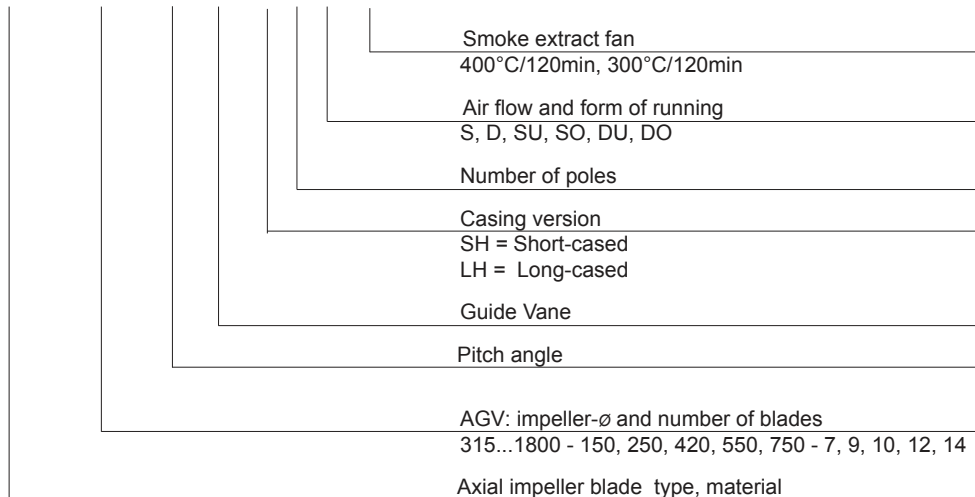 Smoke extract fan
400°C/120min, 300°C/120min
Air flow and form of running
S, D, SU, SO, DU, DO
Number of poles
Casing version
SH = Short-cased
LH = Long-cased
Guide Vane
Pitch angle
AGV: impeller-ø and number of blades
315...1800 - 150, 250, 420, 550, 750 - 7, 9, 10, 12, 14
Axial impeller blade type, material